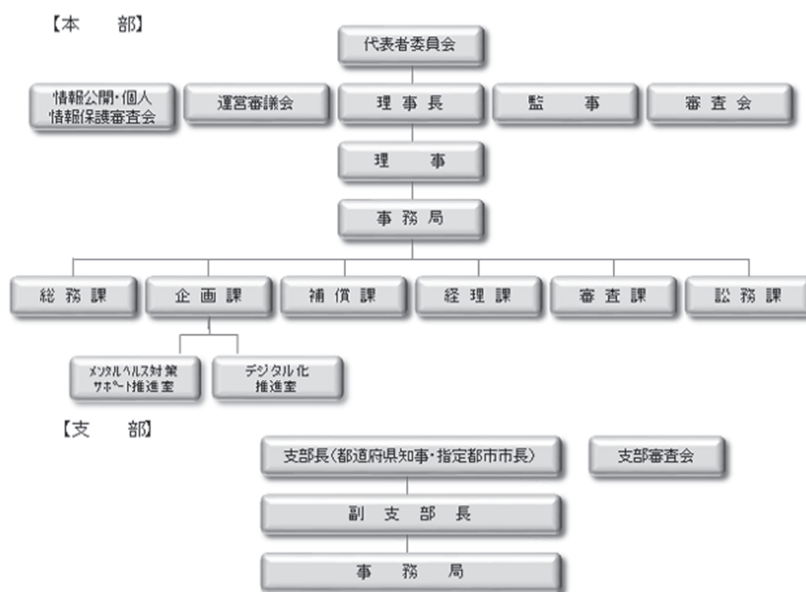 【本　部】
代表者委員会
情報公開・個人
情報保護審査会
運営審議会
理事長
監　事
審査会
理　事
事務局
総務課
企画課
補償課
経理課
審査課
訟務課
メンタルヘルス対策
サポート推進室
デジタル化
推進室
【支　部】
支部長（都道府県知事・指定都市市長）
支部審査会
副支部長
事務局